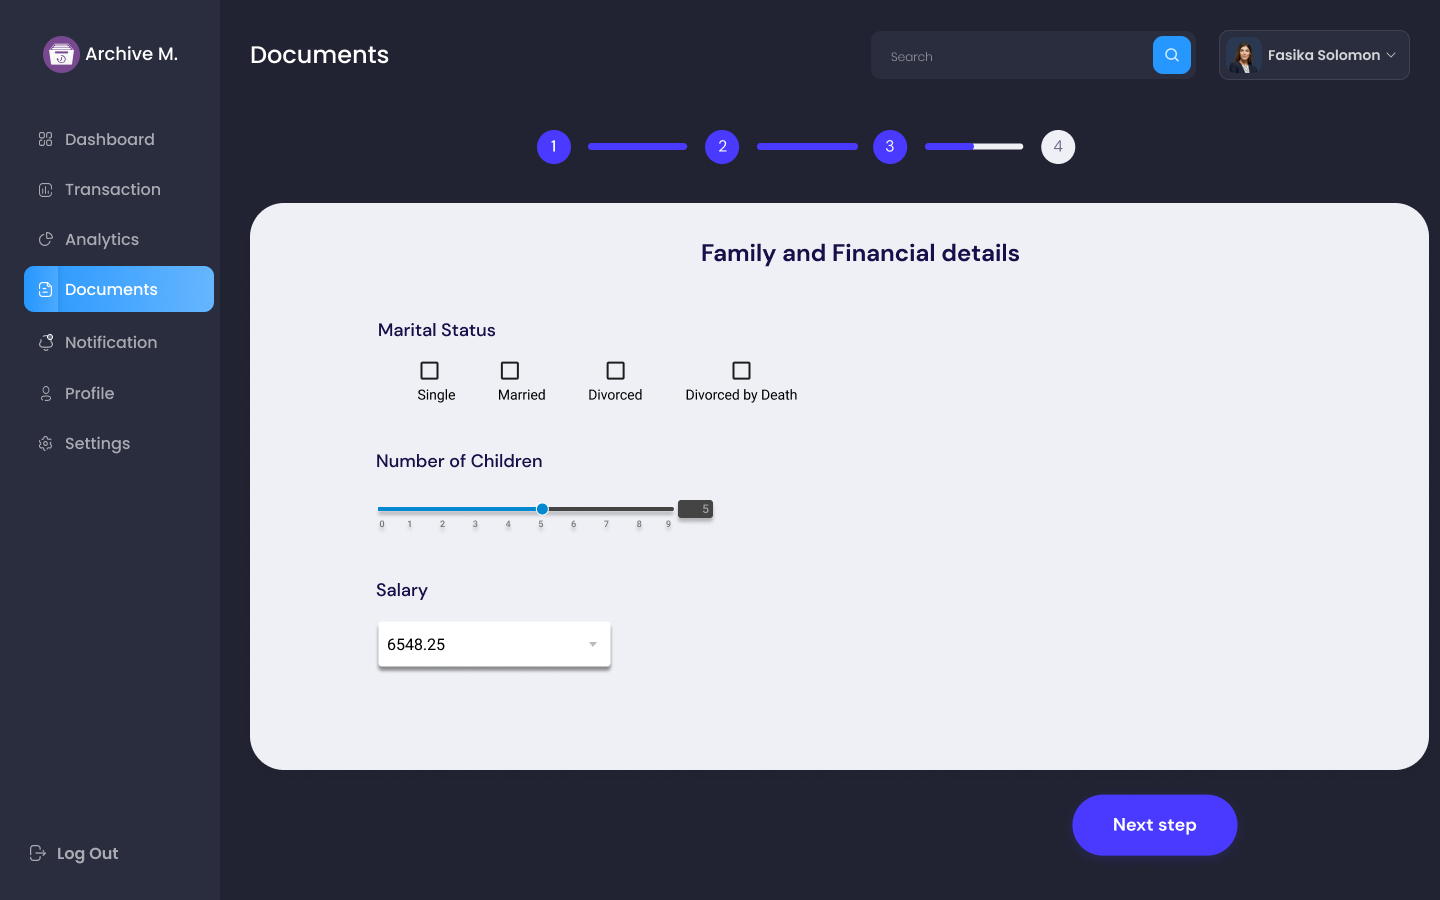 Archive M.
Documents
Search
Fasika Solomon
Dashboard
Transaction
Analytics
Documents
Notification
Profile
Settings
Log Out
1 2 3 4
Family and Financial details
Marital Status
Single Married Divorced Divorced by Death
Number of Children
5
0 1 2 3 4 5 6 7 8 9
Salary
6548.25
Next step